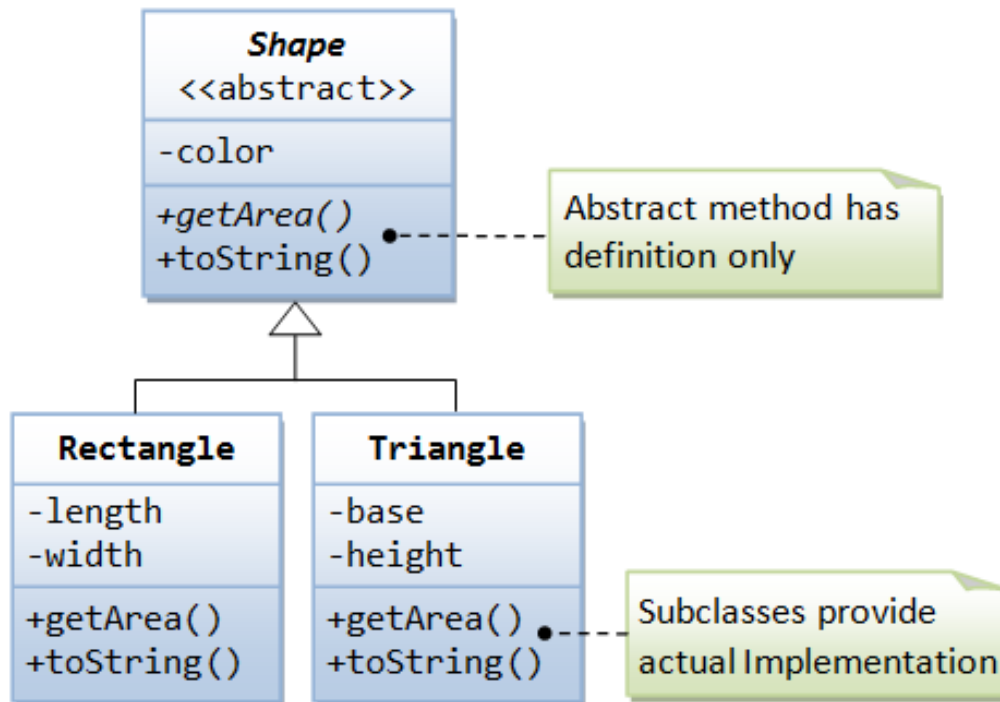 Shape
<<abstract>>
-color
+getArea()
+toString()
Abstract method has
definition only
Rectangle
-length
-width
+getArea()
+toString()
Triangle
-base
-height
+getArea()
+toString()
Subclasses provide
actual Implementation